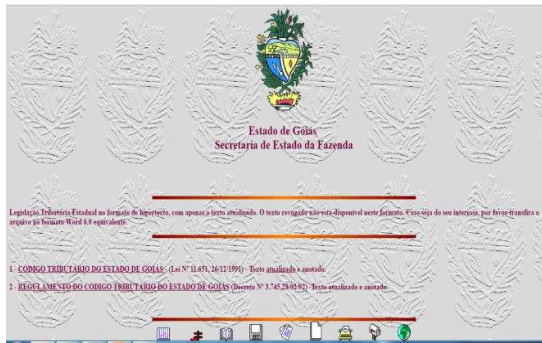 Estado de Goiás
Secretaria de Estado da Fazenda
Legislação Tributária Estadual no formato de hipertexto, com apenas o texto atualizado. O texto revogado não esta disponivel neste formato. Caso seja do seu interesse, por favor transfira o
arquivo no formato Word 6.0 equivalente.
1 - CODIGO TRIBUTARIO DO ESTADO DE GOIAS - (Lei Nº 11.651, 26/12/1991) - Texto atualizado e anotado.
2 - REGULAMENTO DO CODIGO TRIBUTARIO DO ESTADO DE GOIAS (Decreto Nº 3.745,28/02/92) - Texto atualizado e anotado.